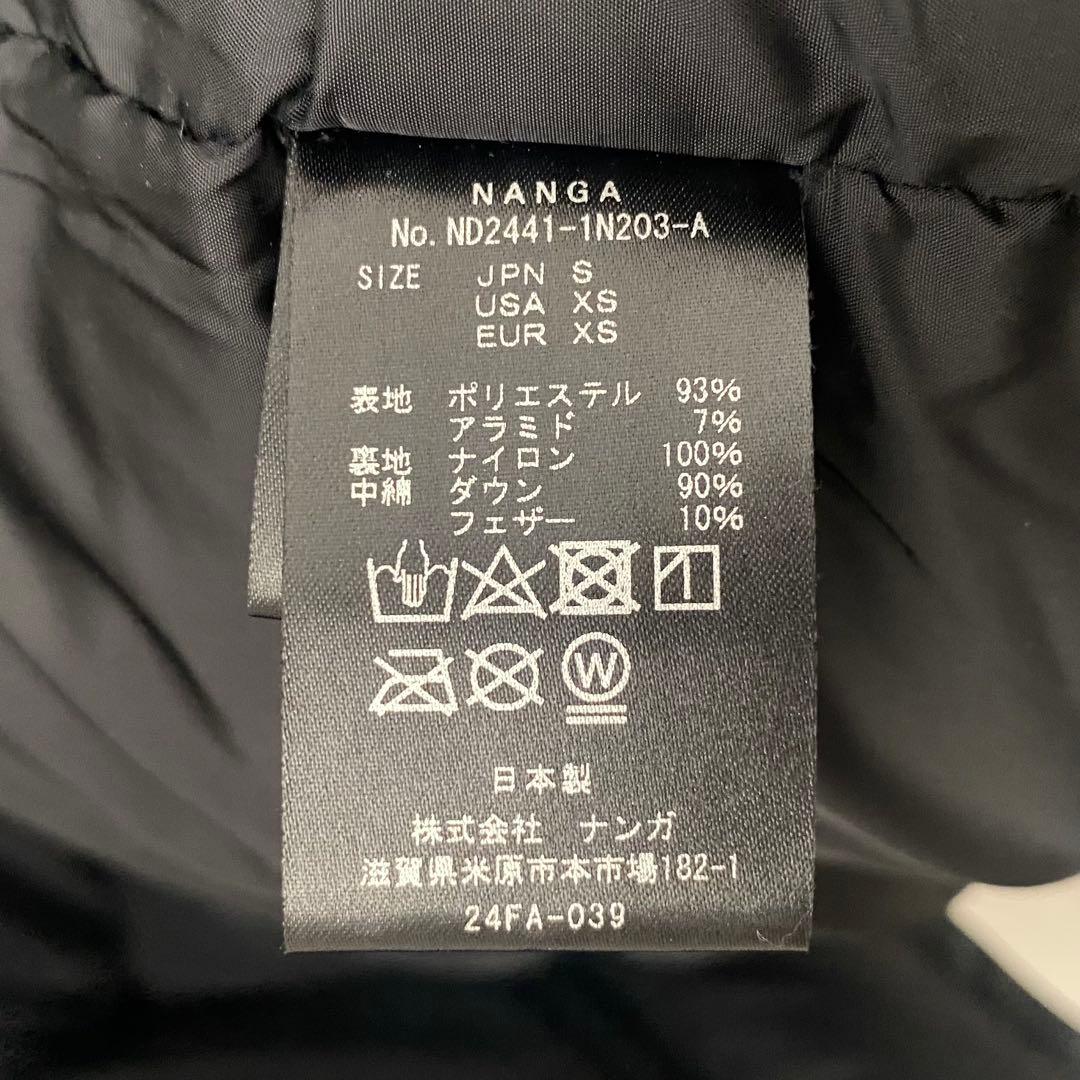 NANGA
No. ND2441-1N203-A
SIZE JPN S
USA XS
EUR XS
表地 ポリエステル 93%
アラミド 7%
裏地 ナイロン 100%
中綿 ダウン 90%
フェザー 10%
W
日本製
株式会社 ナンガ
滋賀県米原市本市場182-1
24FA-039